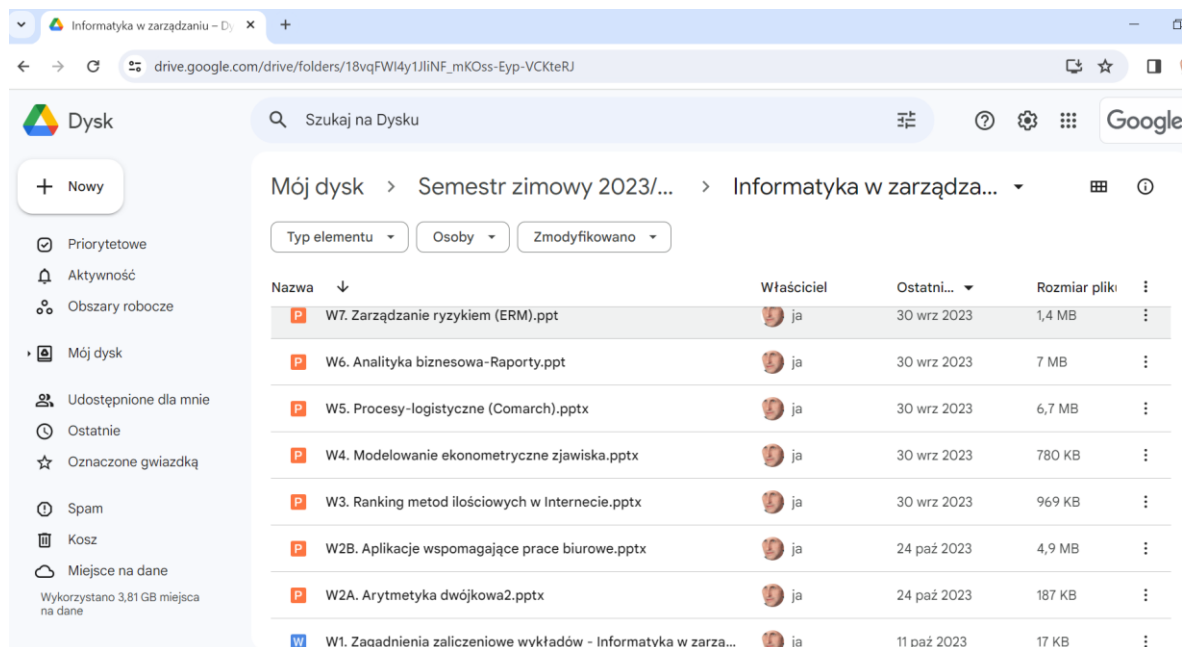 Informatyka w zarządzaniu – Dy
drive.google.com/drive/folders/18vqFWl4y1JliNF_mKOss-Eyp-VCKteRJ
Dysk
Szukaj na Dysku
Google
Nowy
Mój dysk > Semestr zimowy 2023/... > Informatyka w zarządza...
Typ elementu Osoby Zmodyfikowano
Priorytetowe
Aktywność
Obszary robocze
Mój dysk
Udostępnione dla mnie
Ostatnie
Oznaczone gwiazdką
Spam
Kosz
Miejsce na dane
Wykorzystano 3,81 GB miejsca
na dane
Nazwa Właściciel Ostatni... Rozmiar pliku
P W7. Zarządzanie ryzykiem (ERM).ppt ja 30 wrz 2023 1,4 MB
P W6. Analityka biznesowa-Raporty.ppt ja 30 wrz 2023 7 MB
P W5. Procesy-logistyczne (Comarch).pptx ja 30 wrz 2023 6,7 MB
P W4. Modelowanie ekonometryczne zjawiska.pptx ja 30 wrz 2023 780 KB
P W3. Ranking metod ilościowych w Internecie.pptx ja 30 wrz 2023 969 KB
P W2B. Aplikacje wspomagające prace biurowe.pptx ja 24 paź 2023 4,9 MB
P W2A. Arytmetyka dwójkowa2.pptx ja 24 paź 2023 187 KB
W W1. Zagadnienia zaliczeniowe wykładów - Informatyka w zarza... ja 11 paź 2023 17 KB